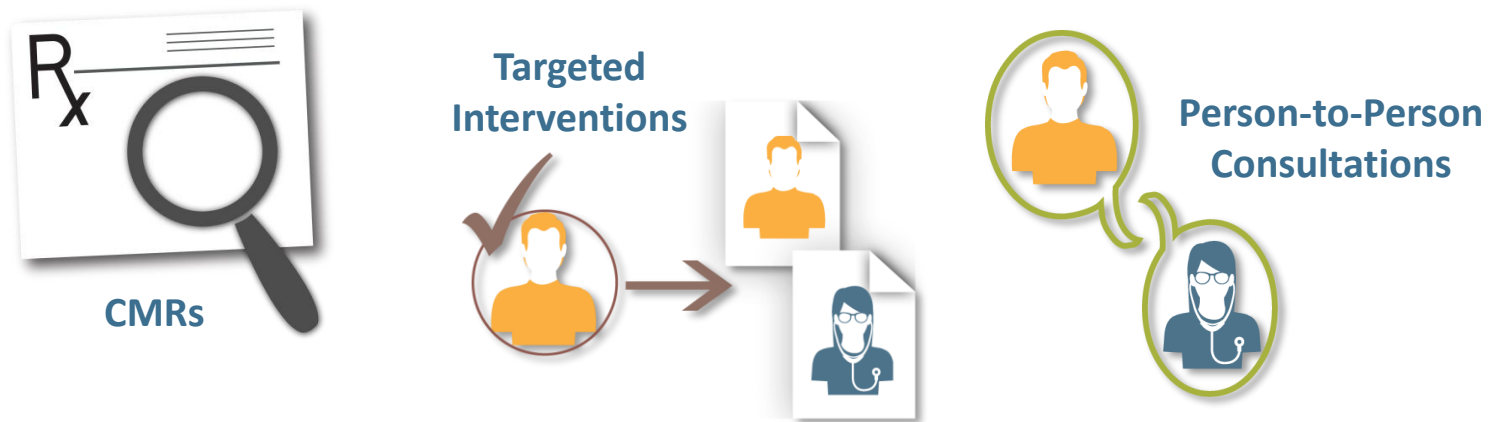 Rx
CMRs
Targeted
Interventions
Person-to-Person
Consultations